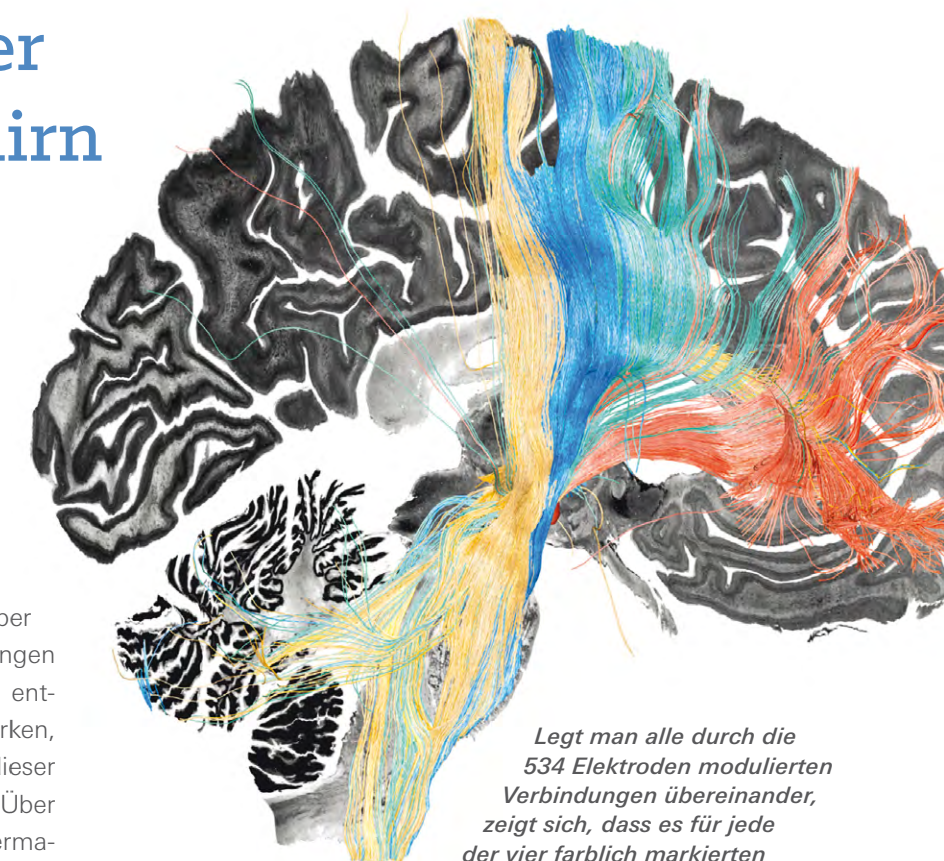 er
irn
ber
ngen
ent-
rken,
dieser
Über
erma-
Legt man alle durch die
534 Elektroden modulierten
Verbindungen übereinander,
zeigt sich, dass es für jede
der vier farblich markierten